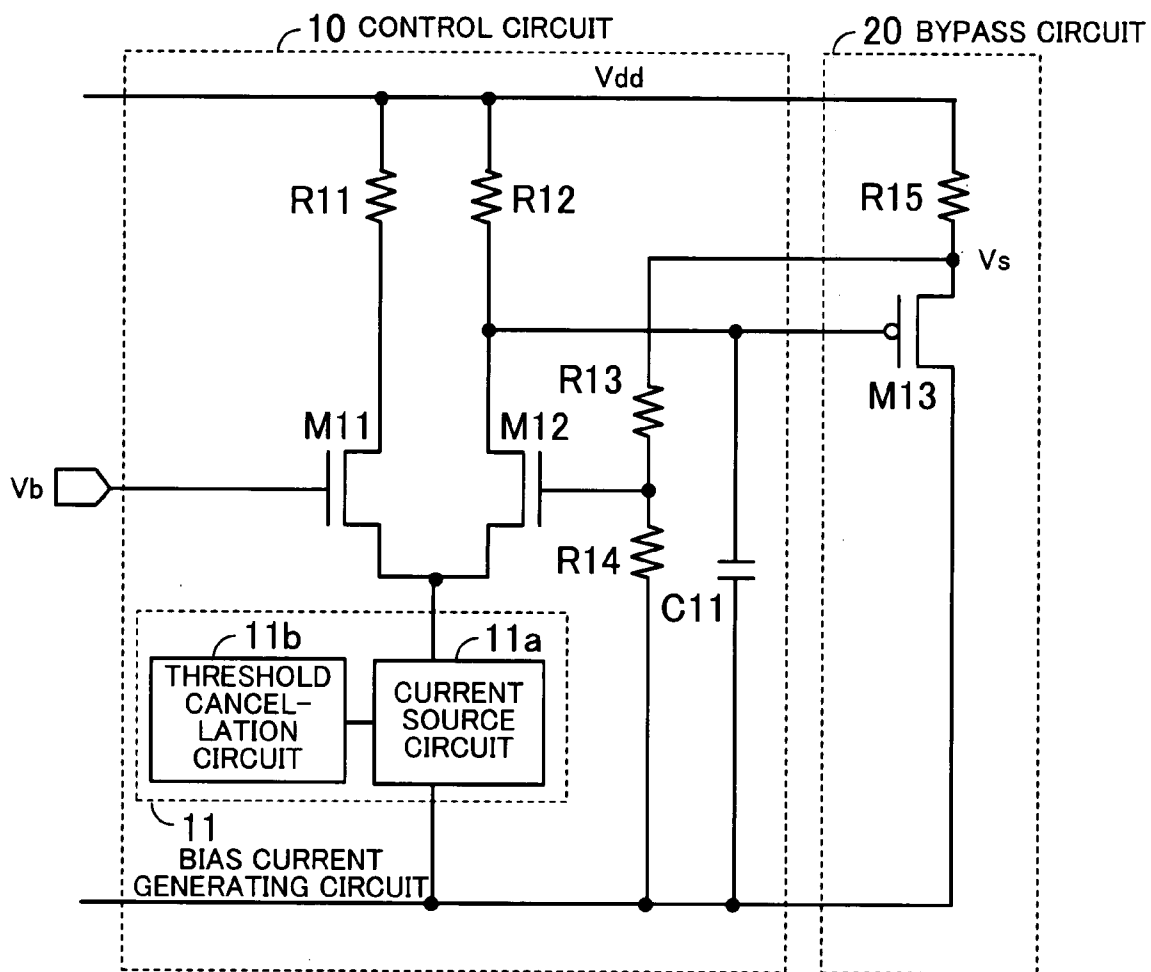 10 CONTROL CIRCUIT
20 BYPASS CIRCUIT
Vdd
R11
R12
R15
Vs
R13
M13
M11
M12
Vb
R14
C11
11b
11a
THRESHOLD
CANCEL-
LATION
CIRCUIT
CURRENT
SOURCE
CIRCUIT
11
BIAS CURRENT
GENERATING CIRCUIT